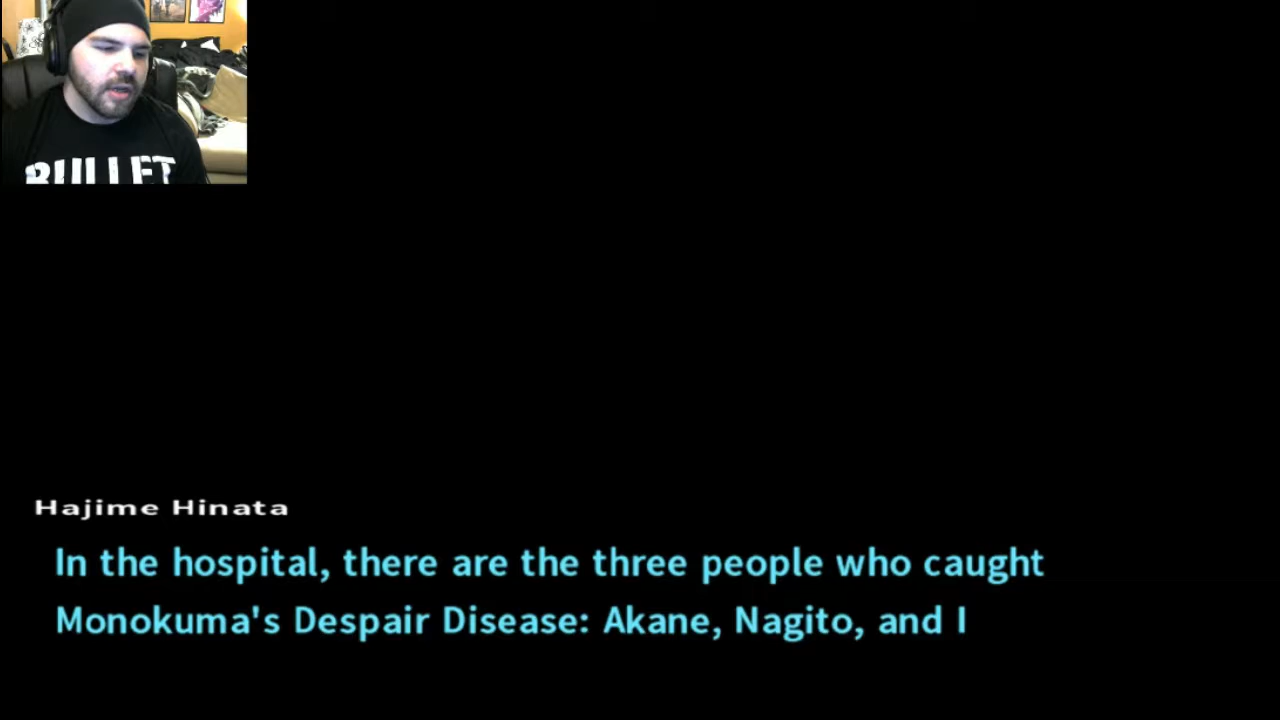 BULLET
Hajime Hinata
In the hospital, there are the three people who caught
Monokuma's Despair Disease: Akane, Nagito, and I